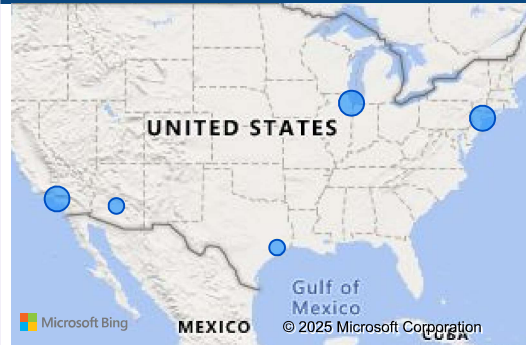 UNITED STATES
Gulf of
Mexico
Microsoft Bing
MEXICO
© 2025 Microsoft Corporation
CUBA